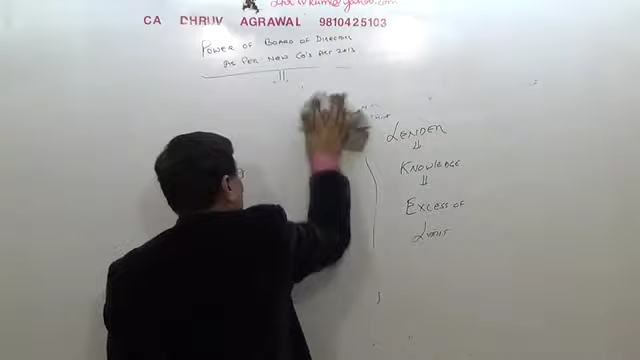 CA DHRUV AGRAWAL 9810425103
POWER OF BOARD OF DIRECTORS
AS PER NEW CO'S ACT 2013
LENDER
KNOWLEDGE
EXCESS OF
LIMIT